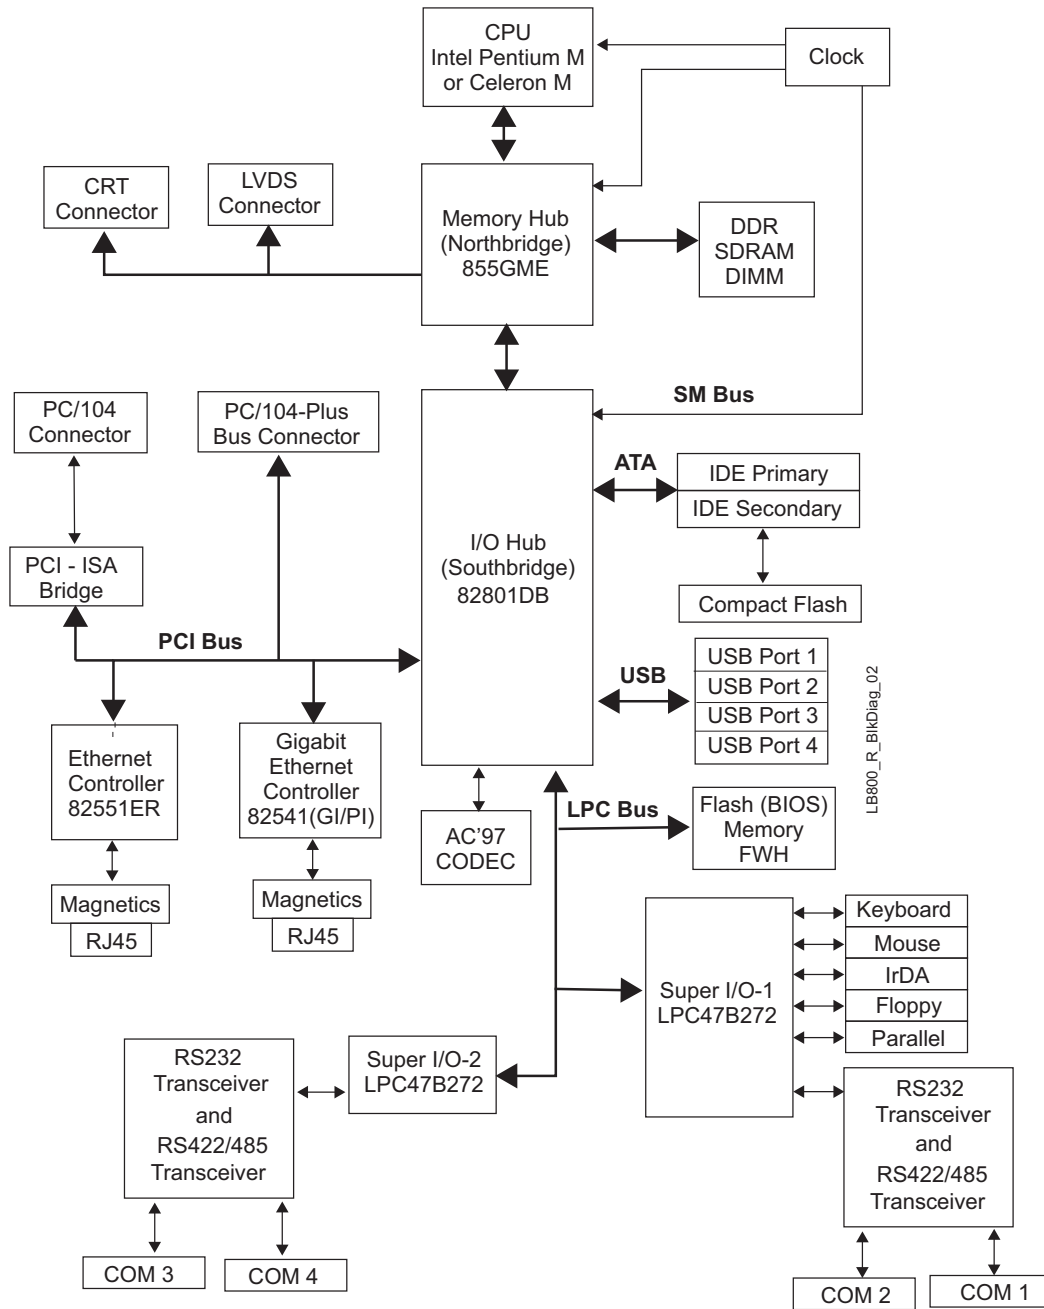 CPU
Intel Pentium M
or Celeron M
Clock
CRT
Connector
LVDS
Connector
Memory Hub
(Northbridge)
855GME
DDR
SDRAM
DIMM
SM Bus
PC/104
Connector
PC/104-Plus
Bus Connector
ATA
IDE Primary
IDE Secondary
I/O Hub
(Southbridge)
82801DB
PCI - ISA
Bridge
Compact Flash
PCI Bus
USB
USB Port 1
USB Port 2
USB Port 3
USB Port 4
LB800_R_BlkDiag_02
Ethernet
Controller
82551ER
Gigabit
Ethernet
Controller
82541(GI/PI)
AC'97
CODEC
LPC Bus
Flash (BIOS)
Memory
FWH
Magnetics
RJ45
Magnetics
RJ45
Super I/O-1
LPC47B272
Keyboard
Mouse
IrDA
Floppy
Parallel
RS232
Transceiver
and
RS422/485
Transceiver
Super I/O-2
LPC47B272
RS232
Transceiver
and
RS422/485
Transceiver
COM 3
COM 4
COM 2
COM 1